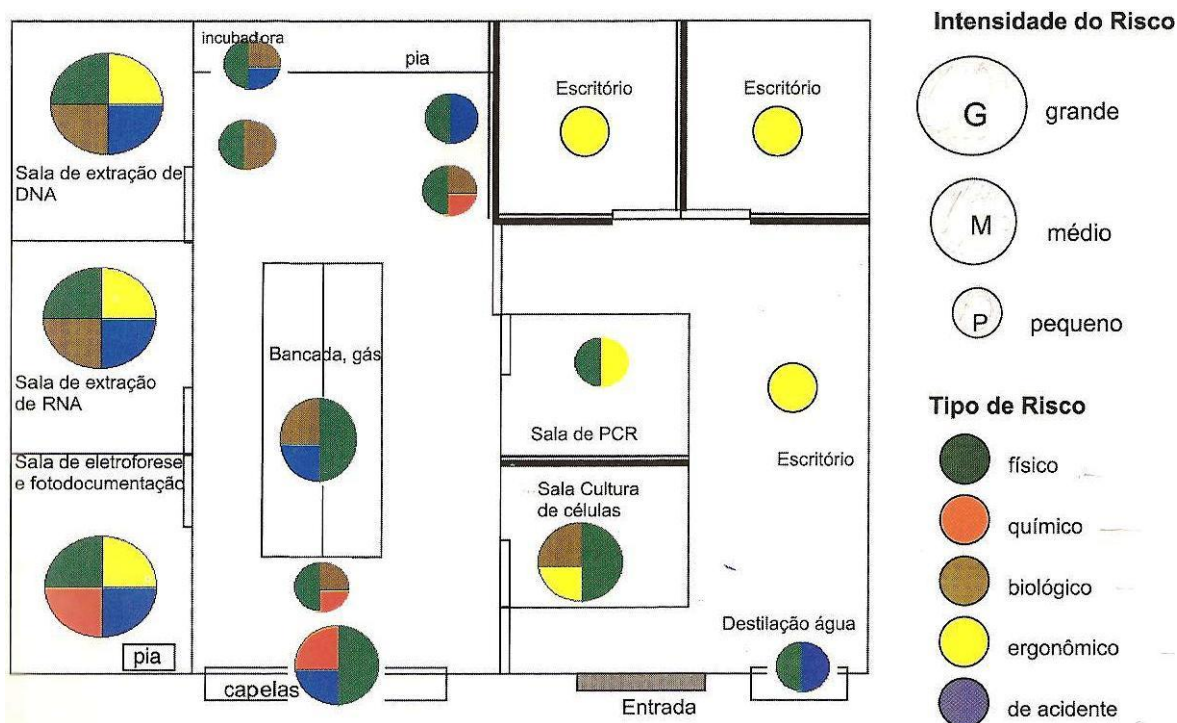 incubadora
pia
Sala de extração de
DNA
Escritório
Escritório
Sala de extração
de RNA
Bancada, gás
Sala de PCR
Escritório
Sala de eletroforese
e fotodocumentação
pia
Sala Cultura
de células
capelas
Destilação água
Entrada
Intensidade do Risco
G grande
M médio
P pequeno
Tipo de Risco
físico
químico
biológico
ergonômico
de acidente